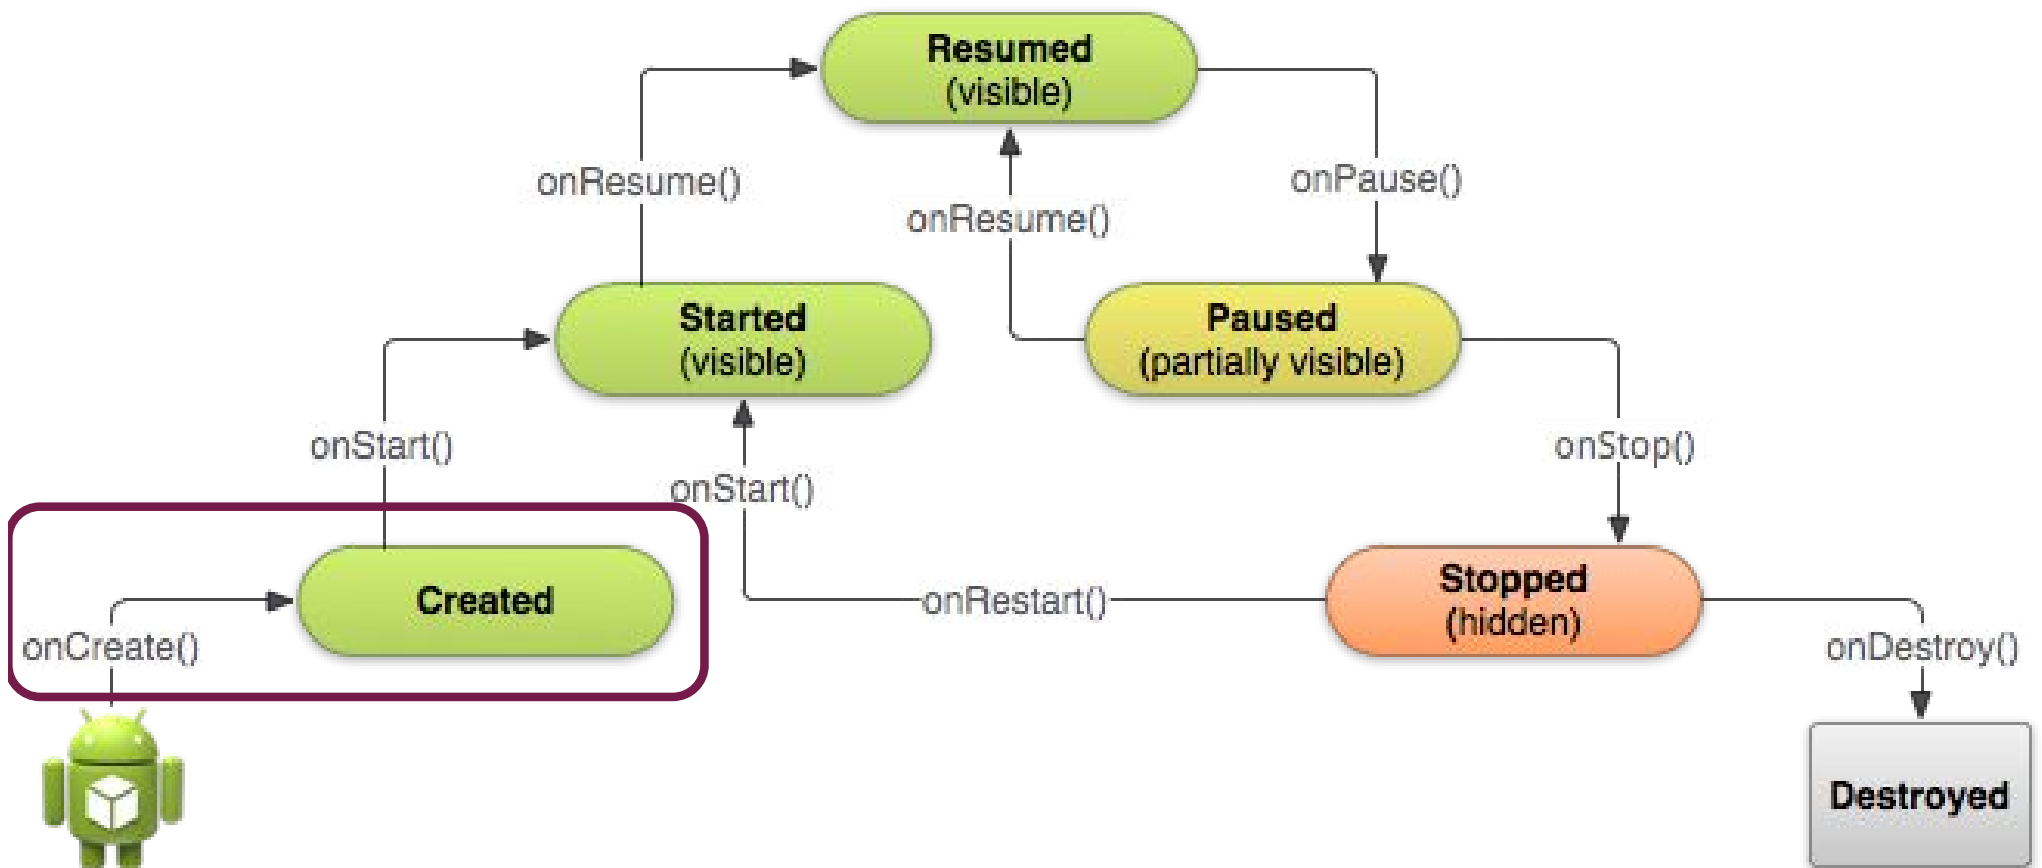 Resumed
(visible)
onResume()
onPause()
onResume()
Started
(visible)
Paused
(partially visible)
onStart()
onStop()
onStart()
Created
onRestart()
Stopped
(hidden)
onCreate()
onDestroy()
Destroyed